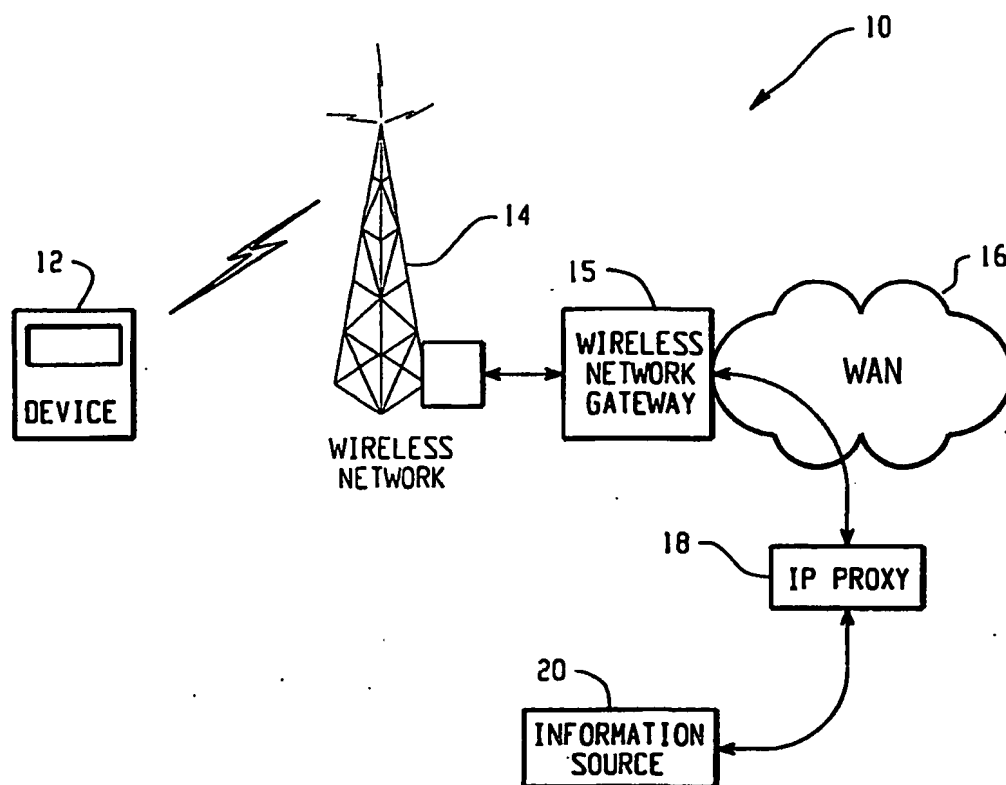 10
14
12
15
16
WIRELESS
NETWORK
GATEWAY
WAN
DEVICE
WIRELESS
NETWORK
18
IP PROXY
20
INFORMATION
SOURCE